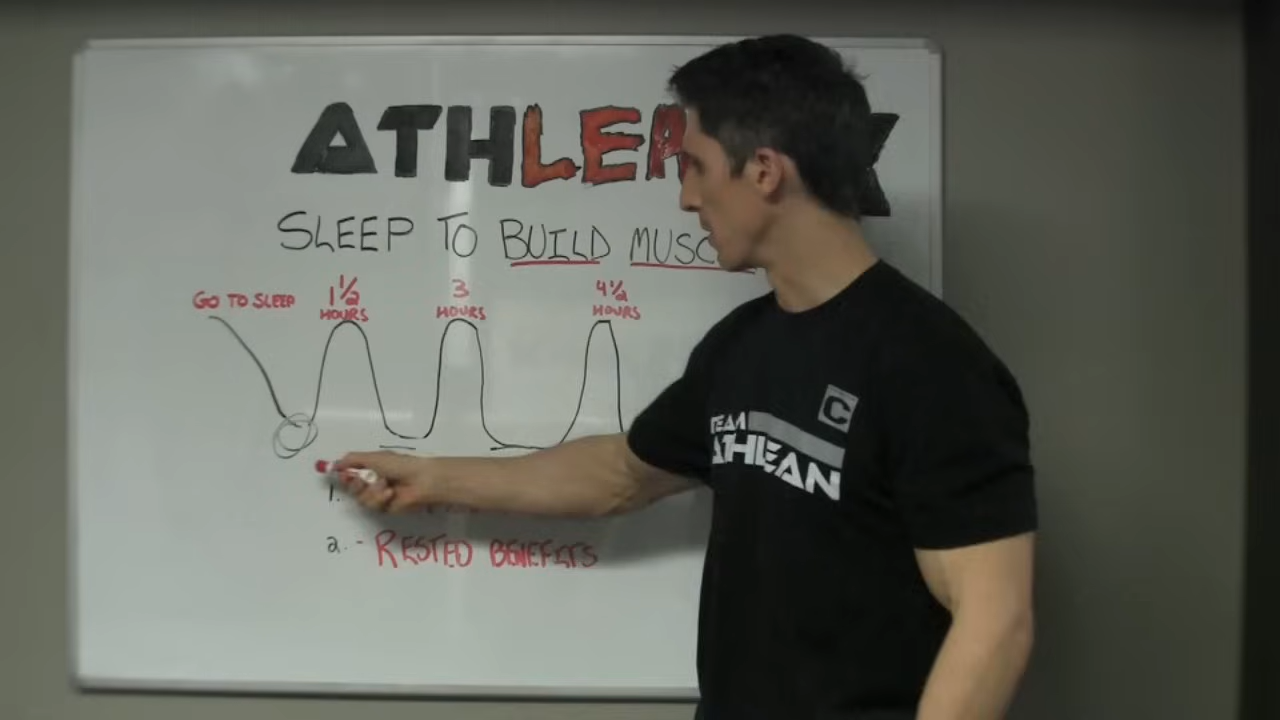 ATHLEA X
SLEEP TO BUILD MUSC
GO TO SLEEP 1½ HOURS 3 HOURS 4½ HOURS
1.
2. - RESTED BENEFITS
C
TEAM
ATHLEAN